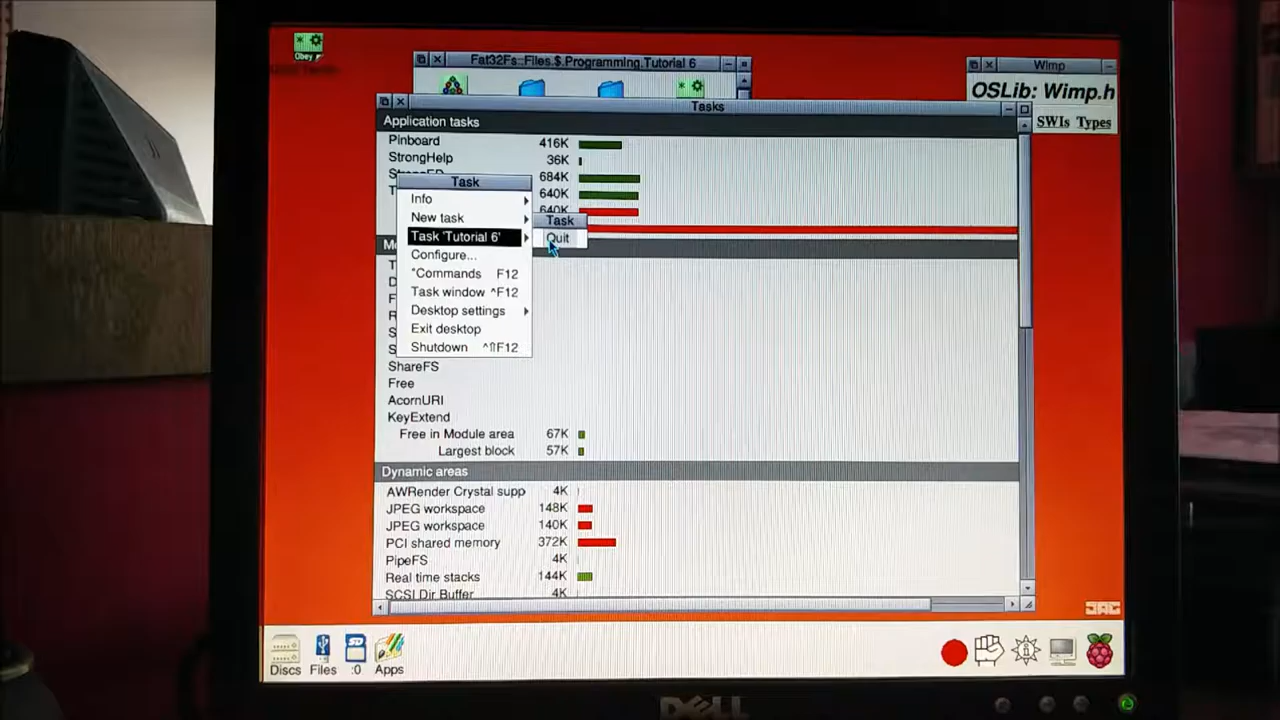 Obey
Fat32Fs::Files.$.Programming.Tutorial 6
Wimp
OSLib: Wimp.h
SWIs Types
Tasks
Application tasks
Pinboard 416K
StrongHelp 36K
684K
640K
640K
Task
Info
New task
Task 'Tutorial 6'
Configure...
*Commands F12
Task window ^F12
Desktop settings
Exit desktop
Shutdown ^⇧F12
Task
Quit
ShareFS
Free
AcornURI
KeyExtend
Free in Module area 67K
Largest block 57K
Dynamic areas
AWRender Crystal supp 4K
JPEG workspace 148K
JPEG workspace 140K
PCI shared memory 372K
PipeFS 4K
Real time stacks 144K
SCSI Dir Buffer 4K
SD
Discs Files :0 Apps
DELL